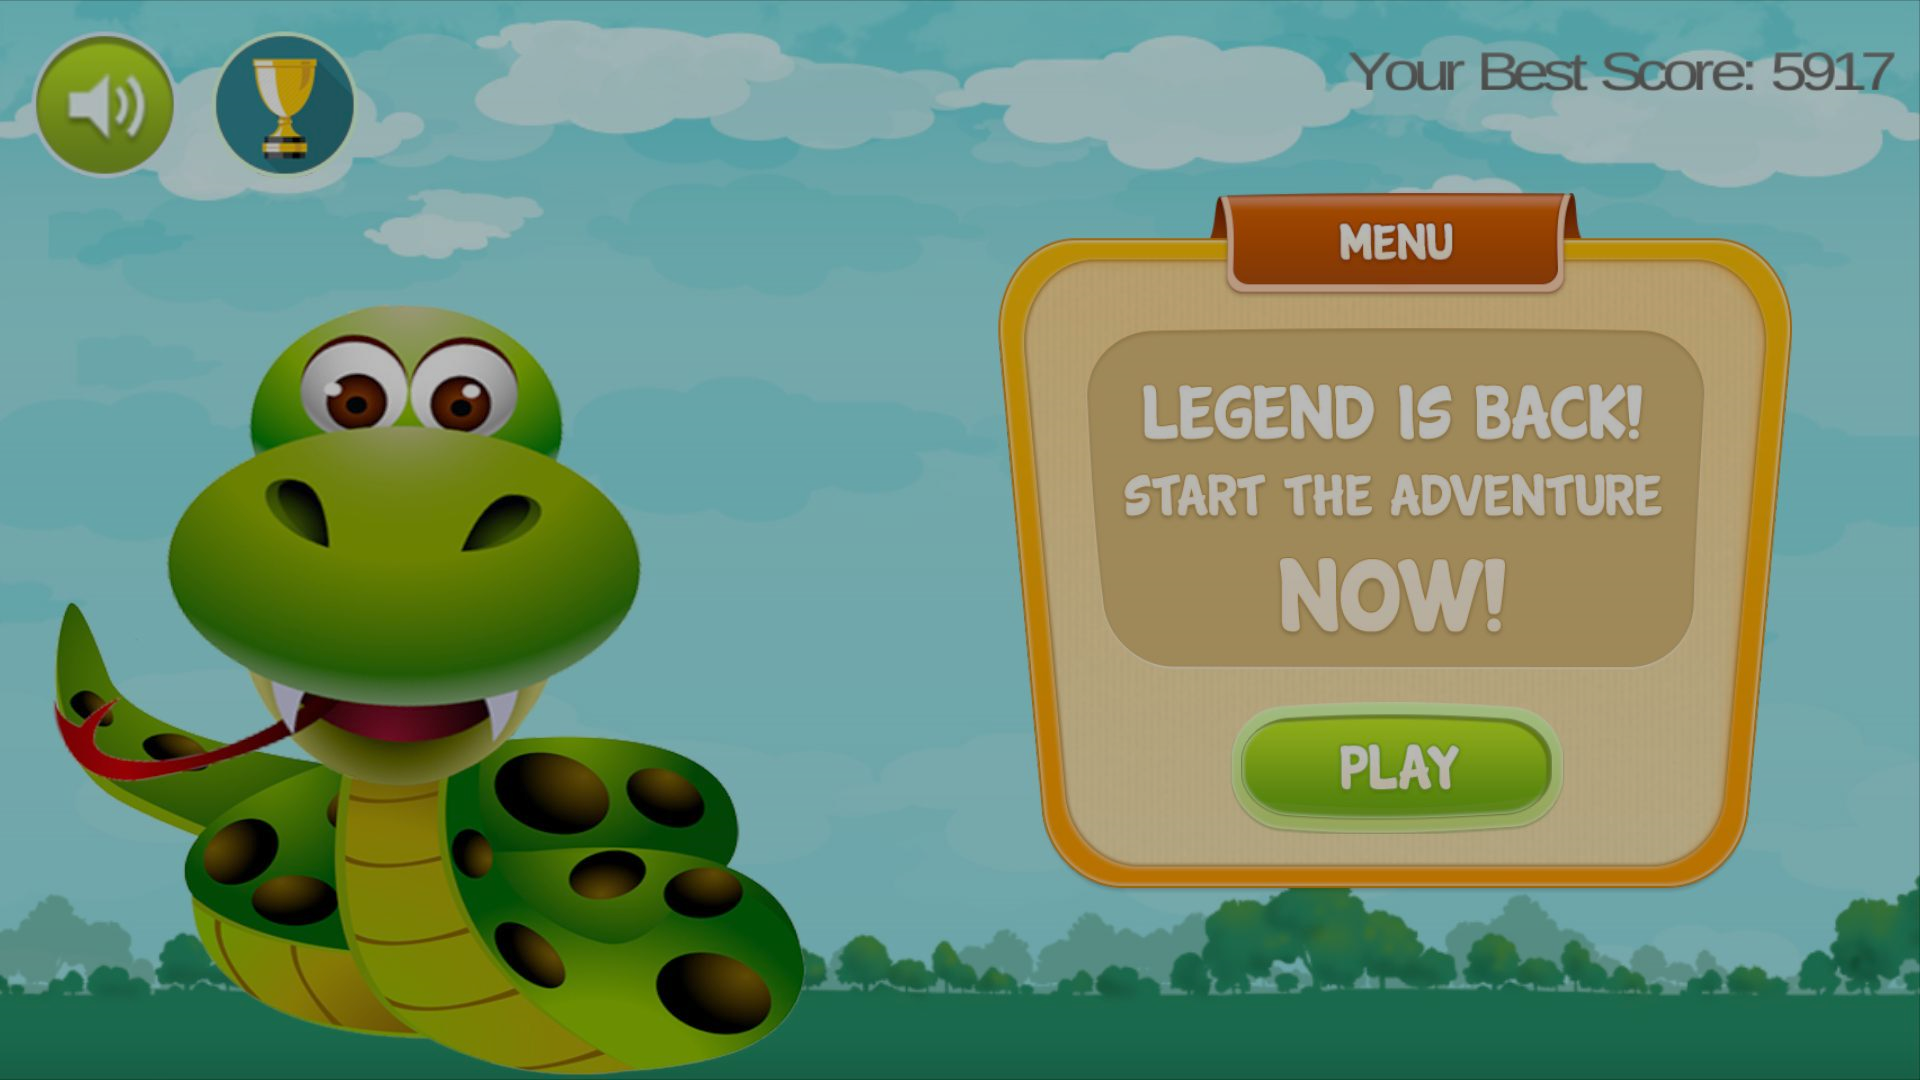 Your Best Score: 5917
MENU
LEGEND IS BACK!
START THE ADVENTURE
NOW!
PLAY